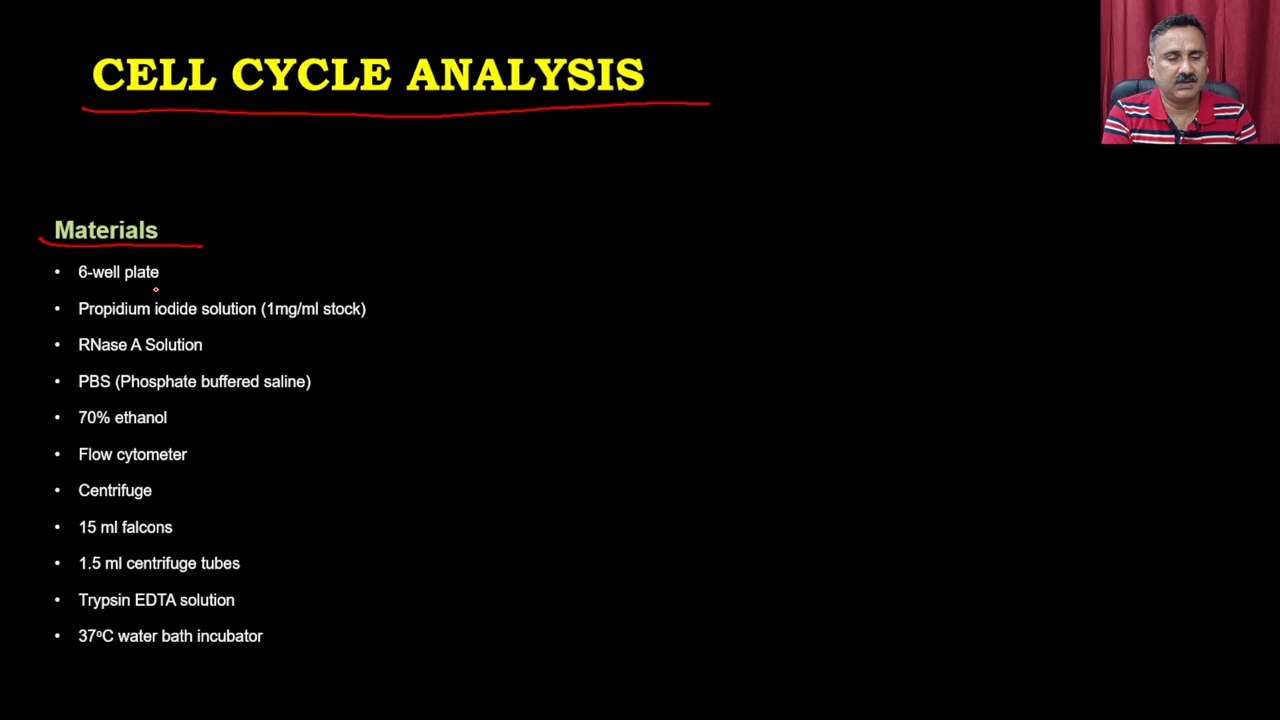 CELL CYCLE ANALYSIS
Materials
• 6-well plate
• Propidium iodide solution (1mg/ml stock)
• RNase A Solution
• PBS (Phosphate buffered saline)
• 70% ethanol
• Flow cytometer
• Centrifuge
• 15 ml falcons
• 1.5 ml centrifuge tubes
• Trypsin EDTA solution
• 37ºC water bath incubator